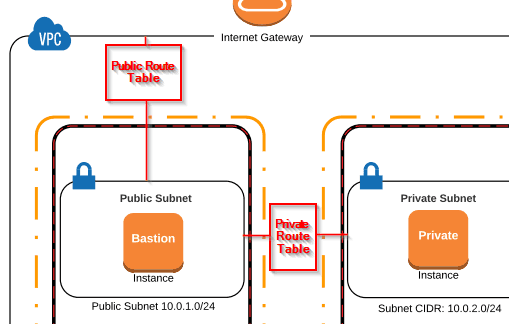 Internet Gateway
VPC
Public Route
Table
Public Subnet
Bastion
Instance
Public Subnet 10.0.1.0/24
Private
Route
Table
Private Subnet
Private
Instance
Subnet CIDR: 10.0.2.0/24